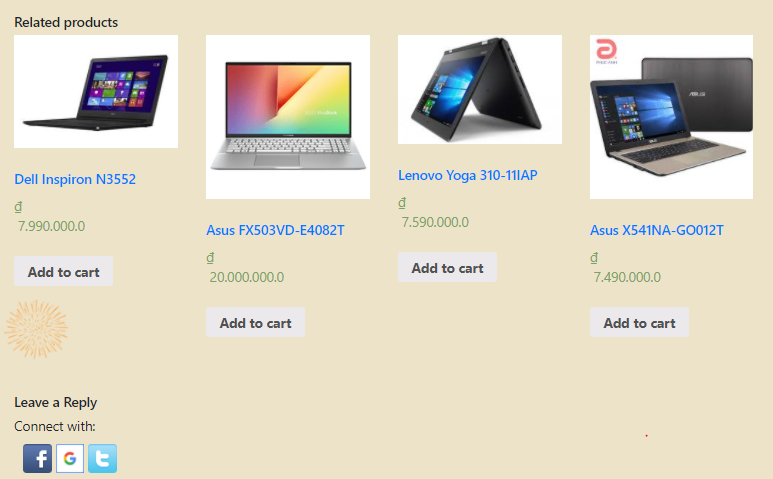 Related products
Dell Inspiron N3552
₫
7.990.000.0
Add to cart
Asus FX503VD-E4082T
₫
20.000.000.0
Add to cart
Lenovo Yoga 310-11IAP
₫
7.590.000.0
Add to cart
ASUS
Asus X541NA-GO012T
₫
7.490.000.0
Add to cart
Leave a Reply
Connect with: